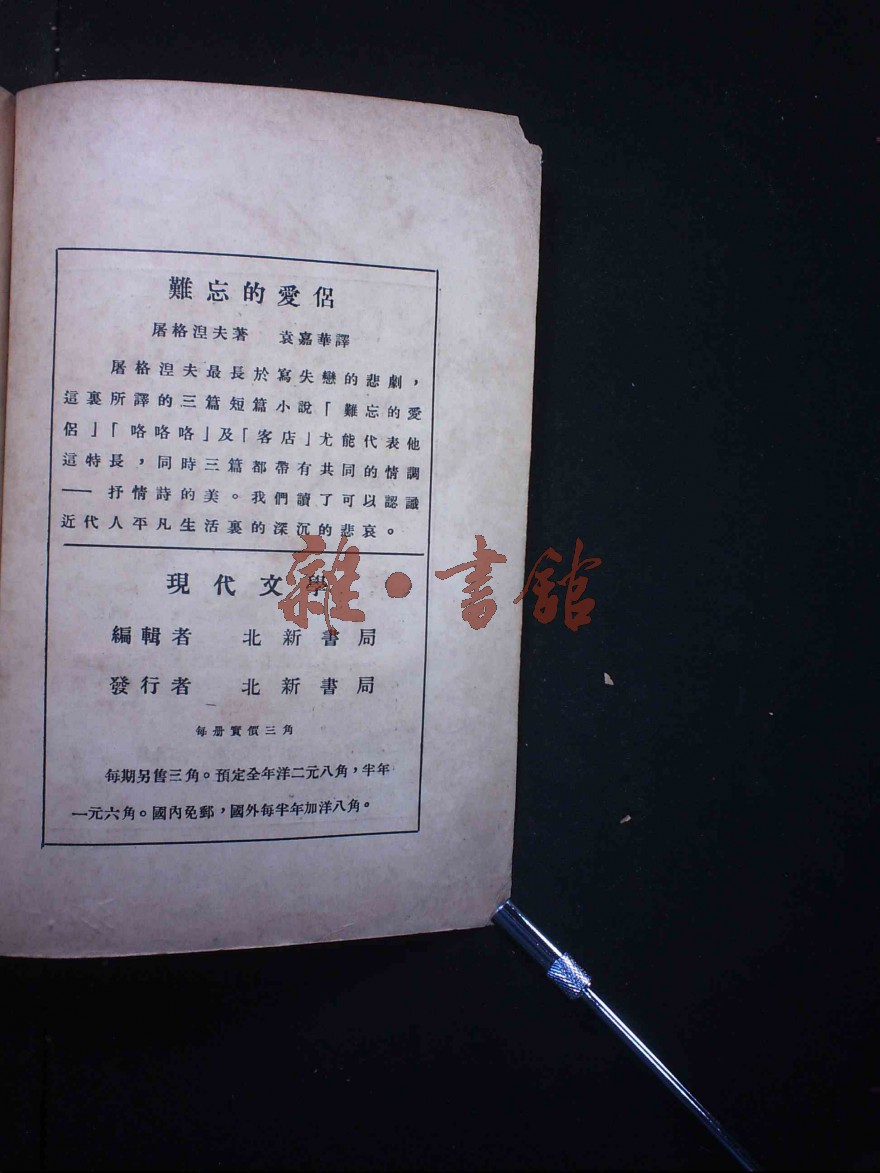 難忘的愛侶
屠格湼夫著 袁嘉華譯
屠格湼夫最長於寫失戀的悲劇，
這裏所譯的三篇短篇小說「難忘的愛
侶」「咯咯咯」及「客店」尤能代表他
這特長，同時三篇都帶有共同的情調
——抒情詩的美。我們讀了可以認識
近代人平凡生活裏的深沉的悲哀。
現代文學
雜·書館
編輯者 北新書局
發行者 北新書局
每册實價三角
每期另售三角。預定全年洋二元八角，半年
一元六角。國內免郵，國外每半年加洋八角。